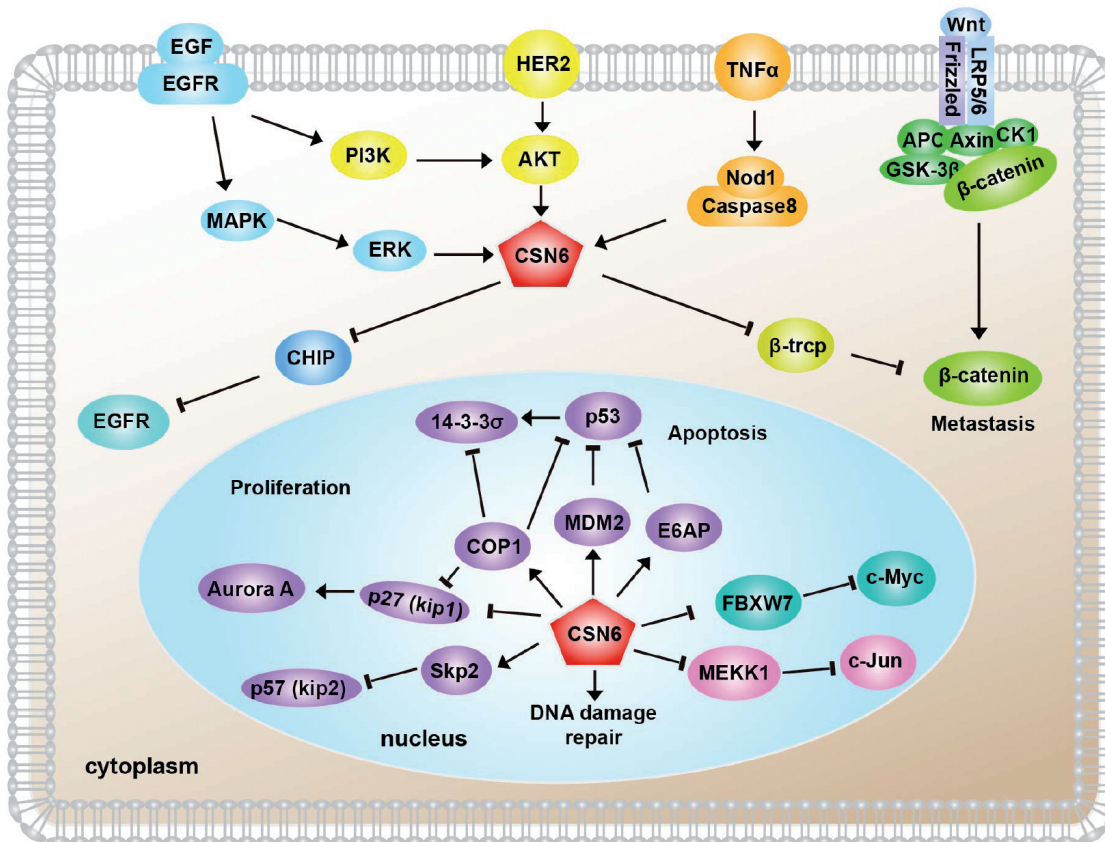 EGF
EGFR
HER2
TNFα
Wnt
Frizzled
LRP5/6
APC
Axin
CK1
GSK-3β
β-catenin
PI3K
AKT
Nod1
Caspase8
MAPK
ERK
CSN6
CHIP
β-trcp
β-catenin
EGFR
Metastasis
14-3-3σ
p53
Apoptosis
Proliferation
MDM2
E6AP
COP1
Aurora A
p27 (kip1)
FBXW7
c-Myc
CSN6
Skp2
MEKK1
c-Jun
p57 (kip2)
DNA damage
repair
nucleus
cytoplasm